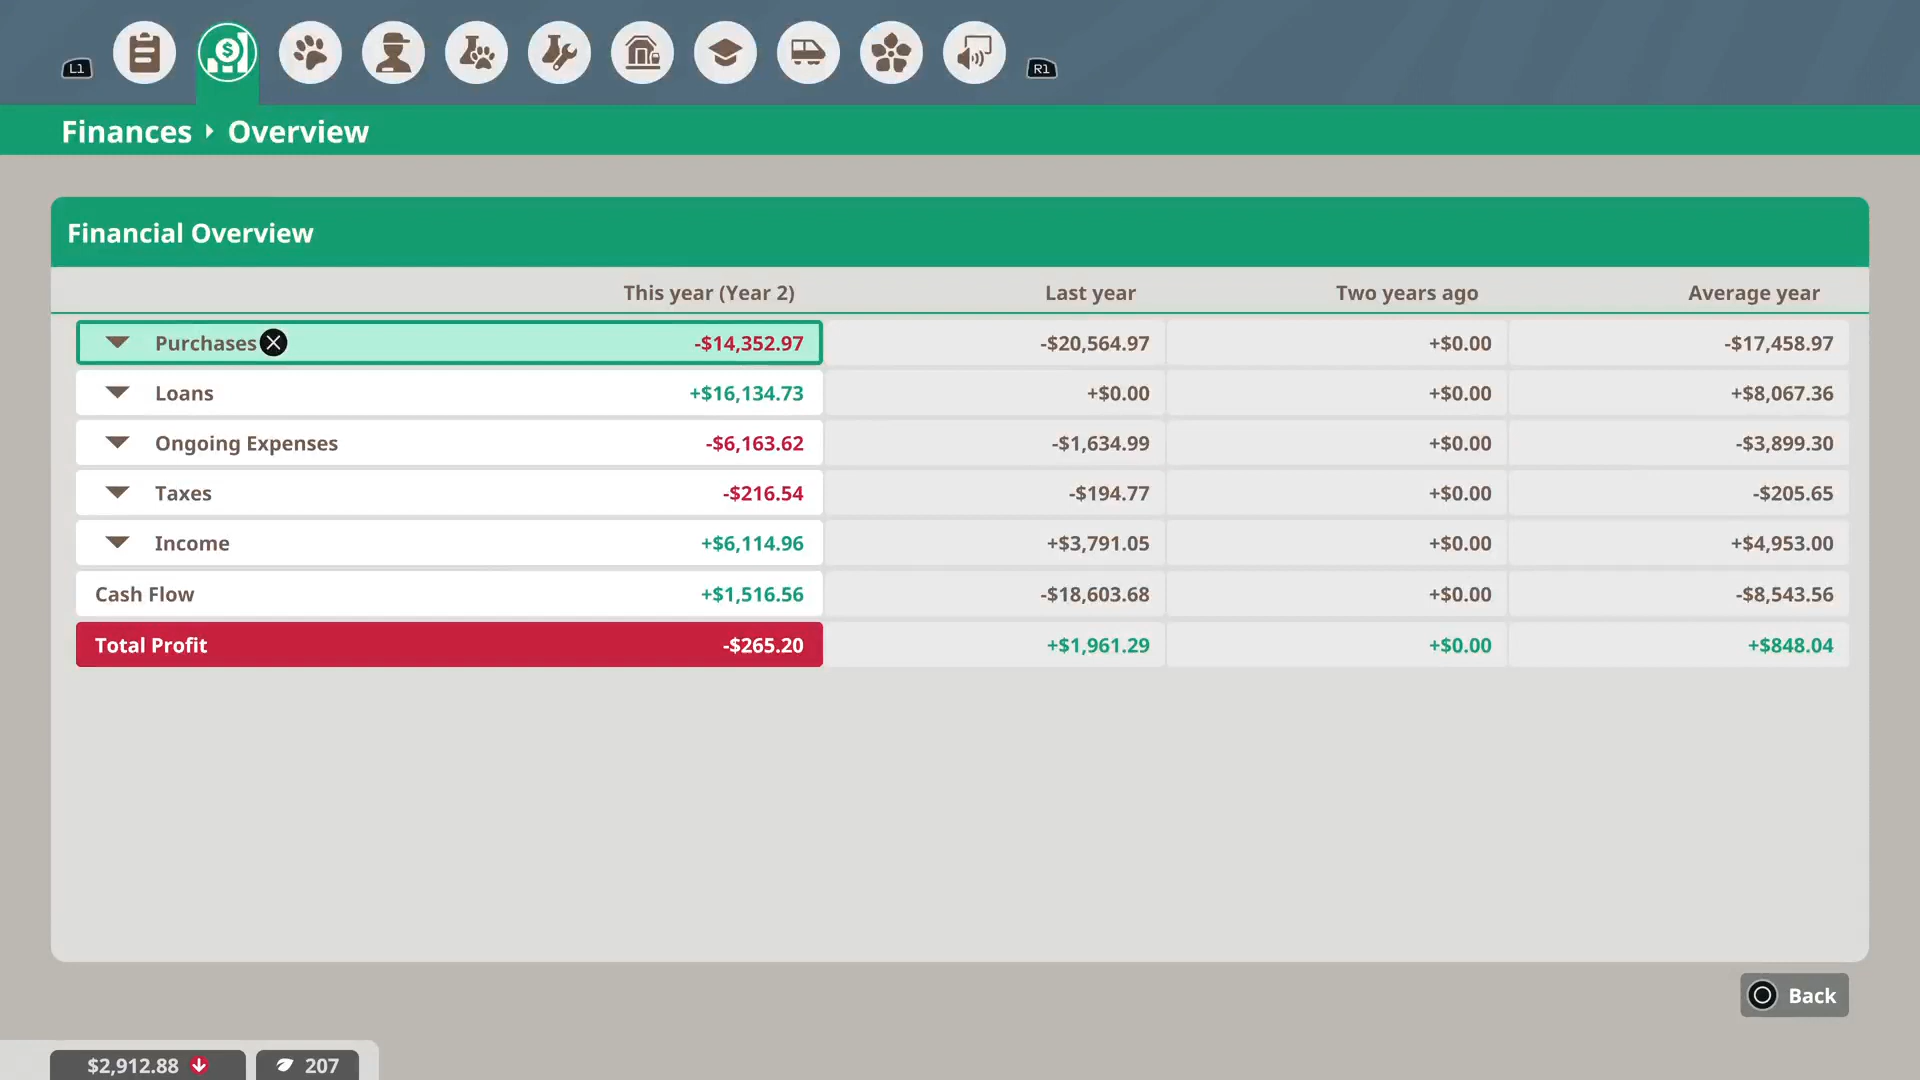 L1
R1
Finances Overview
Financial Overview
This year (Year 2) Last year Two years ago Average year
Purchases -$14,352.97 -$20,564.97 +$0.00 -$17,458.97
Loans +$16,134.73 +$0.00 +$0.00 +$8,067.36
Ongoing Expenses -$6,163.62 -$1,634.99 +$0.00 -$3,899.30
Taxes -$216.54 -$194.77 +$0.00 -$205.65
Income +$6,114.96 +$3,791.05 +$0.00 +$4,953.00
Cash Flow +$1,516.56 -$18,603.68 +$0.00 -$8,543.56
Total Profit -$265.20 +$1,961.29 +$0.00 +$848.04
Back
$2,912.88 207